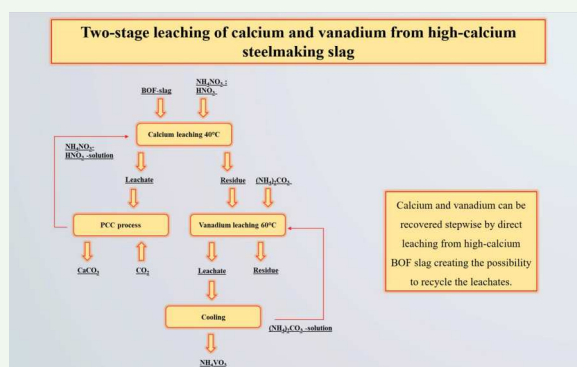 Two-stage leaching of calcium and vanadium from high-calcium
steelmaking slag
NH₄NO₃ :
HNO₃
BOF-slag
Calcium leaching 40°C
NH₄NO₃:
HNO₃ -solution
Leachate
Residue
(NH₄)₂CO₃
PCC process
Vanadium leaching 60°C
CaCO₃
CO₂
Leachate
Residue
Cooling
(NH₄)₂CO₃ -solution
NH₄VO₃
Calcium and vanadium can be
recovered stepwise by direct
leaching from high-calcium
BOF slag creating the possibility
to recycle the leachates.